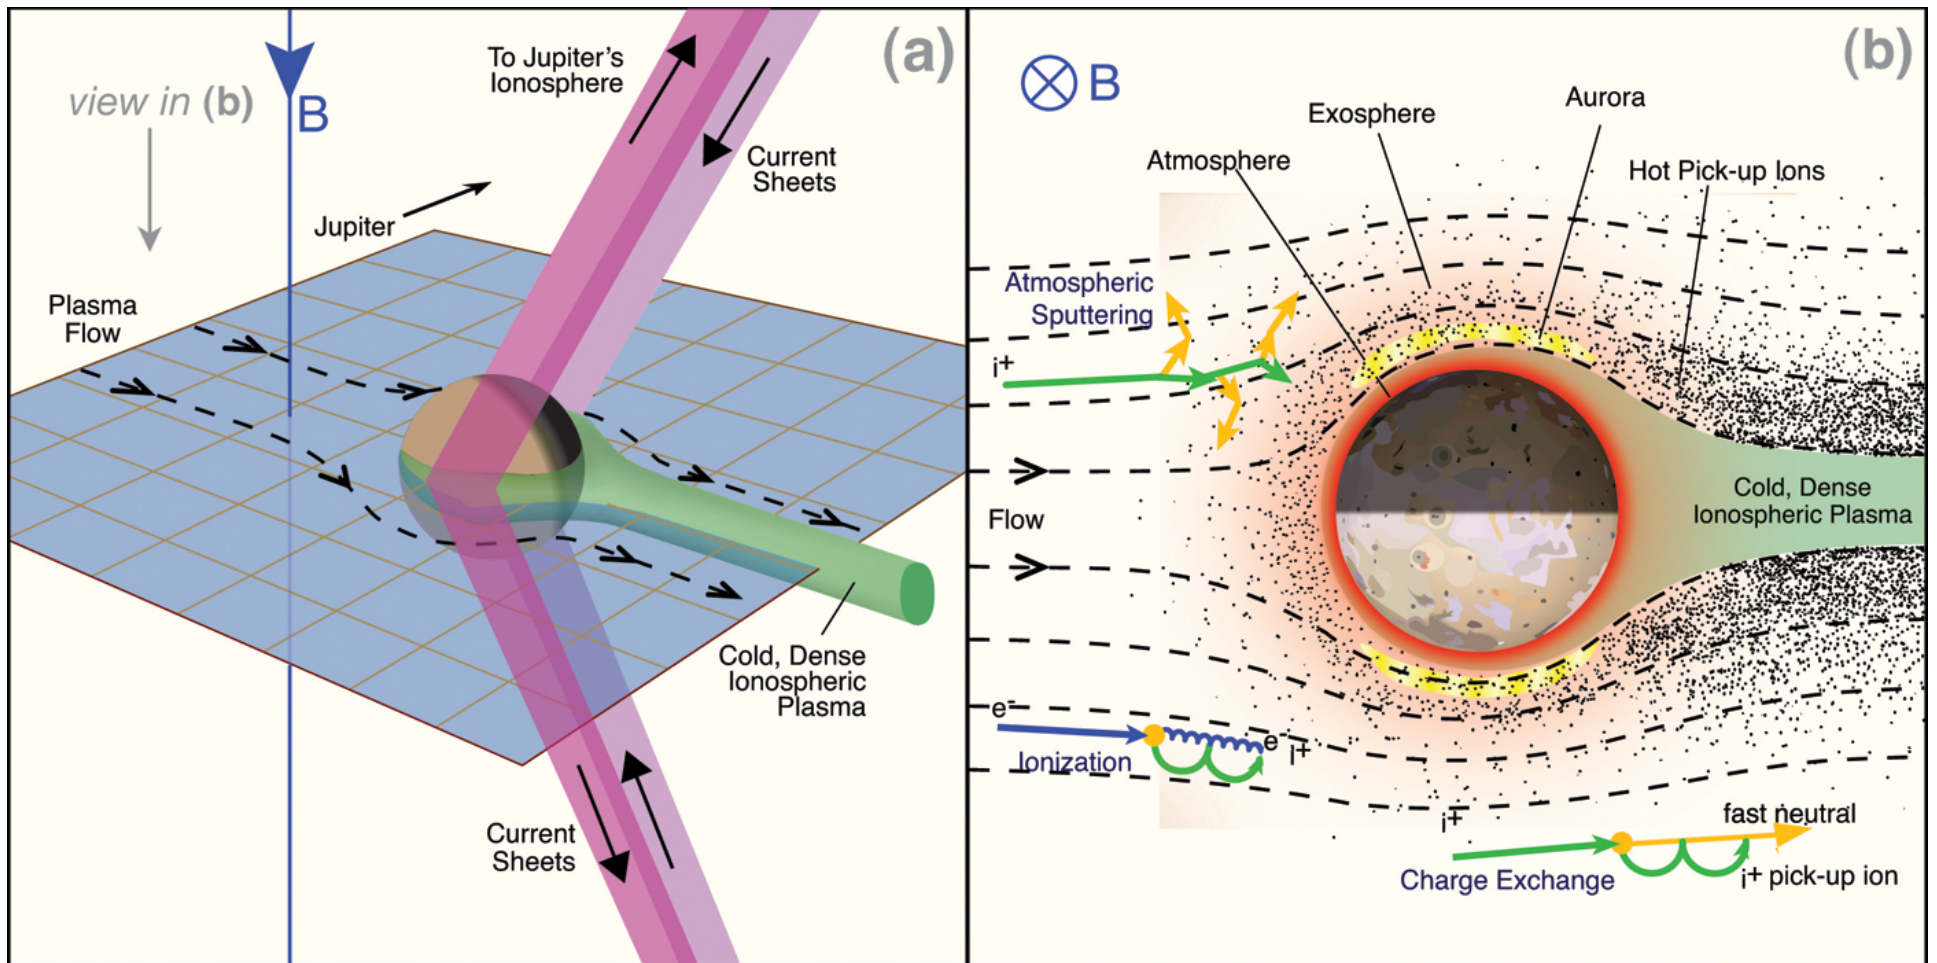 (a)
view in (b)
B
To Jupiter's
Ionosphere
Current
Sheets
Jupiter
Plasma
Flow
Cold, Dense
Ionospheric
Plasma
Current
Sheets
(b)
B
Aurora
Exosphere
Atmosphere
Hot Pick-up Ions
Atmospheric
Sputtering
i+
Flow
Cold, Dense
Ionospheric Plasma
e-
Ionization
e-
i+
i+
fast neutral
Charge Exchange
i+ pick-up ion